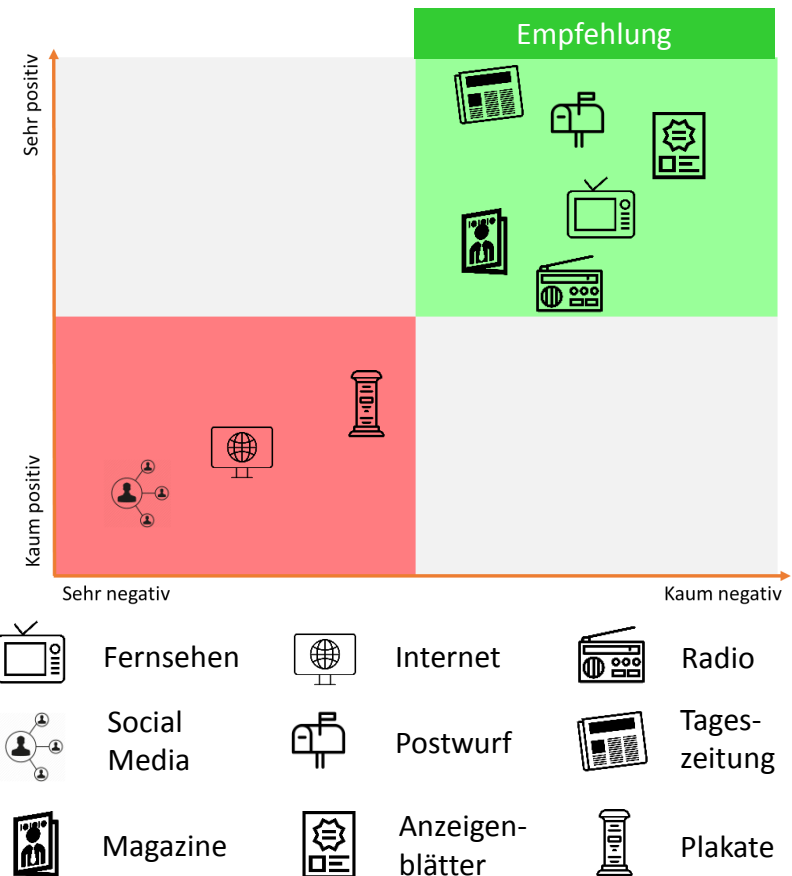 Empfehlung
Sehr positiv
Kaum positiv
Sehr negativ
Kaum negativ
Fernsehen
Internet
Radio
Social
Media
Postwurf
Tages-
zeitung
Magazine
Anzeigen-
blätter
Plakate